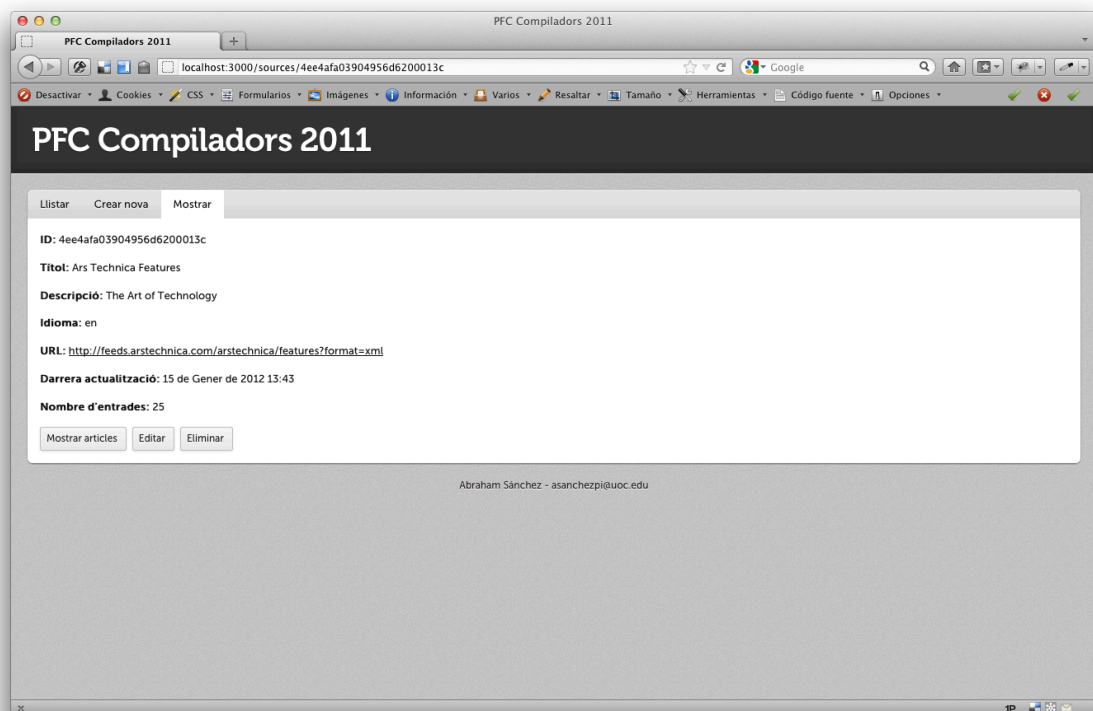 PFC Compiladors 2011
PFC Compiladors 2011
localhost:3000/sources/4ee4afa03904956d6200013c Google
Desactivar Cookies CSS Formularios Imágenes Información Varios Resaltar Tamaño Herramientas Código fuente Opciones
PFC Compiladors 2011
Llistar Crear nova Mostrar
ID: 4ee4afa03904956d6200013c
Títol: Ars Technica Features
Descripció: The Art of Technology
Idioma: en
URL: http://feeds.arstechnica.com/arstechnica/features?format=xml
Darrera actualització: 15 de Gener de 2012 13:43
Nombre d'entrades: 25
Mostrar articles Editar Eliminar
Abraham Sánchez - asanchezpi@uoc.edu
1P